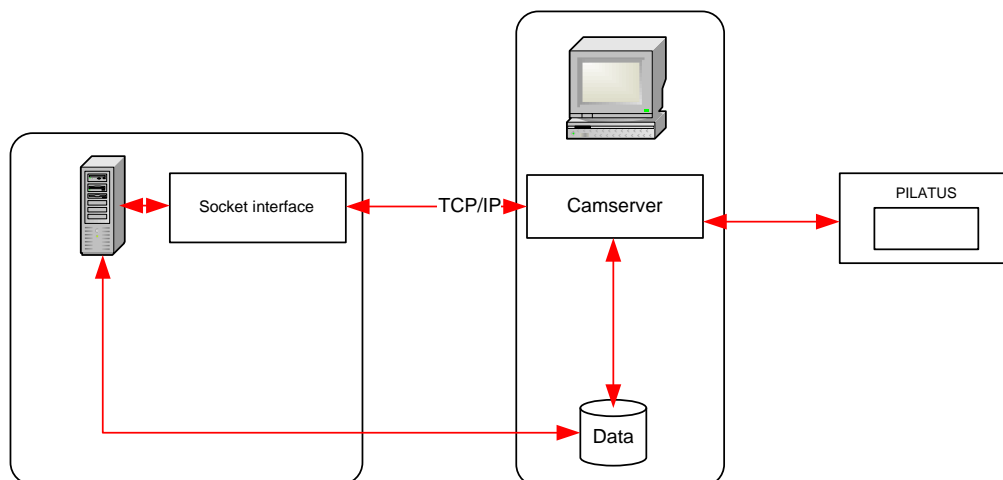 Socket interface
TCP/IP
Camserver
PILATUS
Data